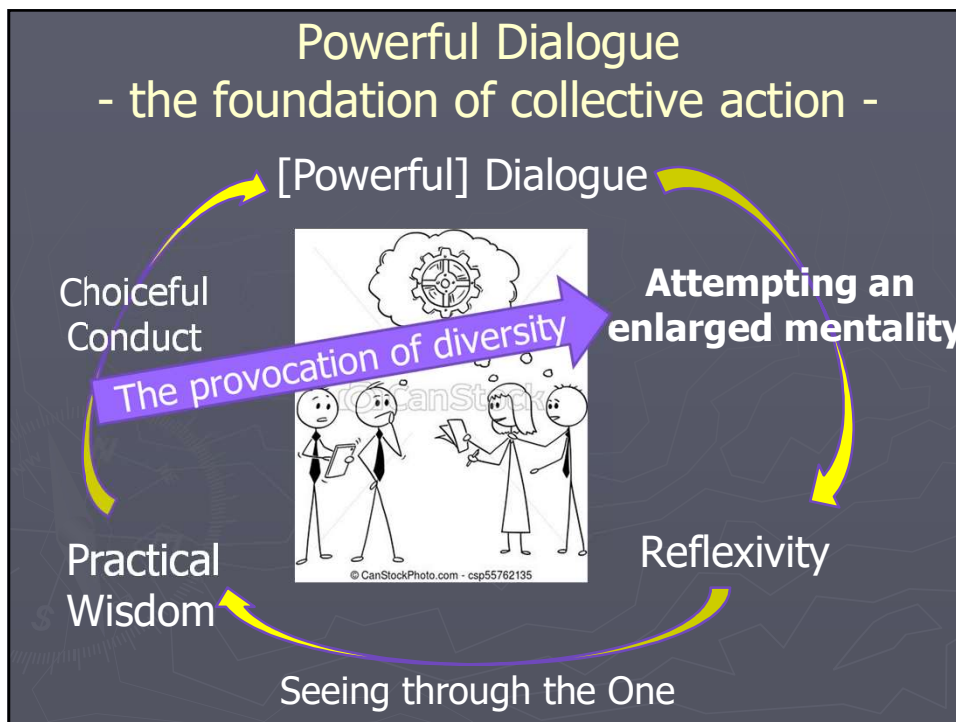 Powerful Dialogue
- the foundation of collective action -
[Powerful] Dialogue
Choiceful
Conduct
Attempting an
enlarged mentality
The provocation of diversity
CanStock
© CanStockPhoto.com - csp55762135
Practical
Wisdom
Reflexivity
Seeing through the One
S